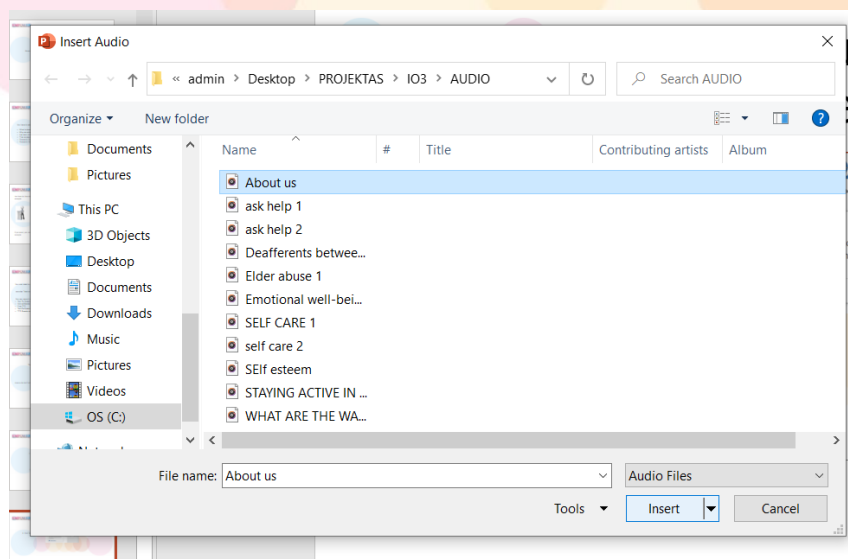 Insert Audio
« admin > Desktop > PROJEKTAS > IO3 > AUDIO
Search AUDIO
Organize
New folder
Documents
Pictures
This PC
3D Objects
Desktop
Documents
Downloads
Music
Pictures
Videos
OS (C:)
Name # Title Contributing artists Album
About us
ask help 1
ask help 2
Deafferents betwee...
Elder abuse 1
Emotional well-bei...
SELF CARE 1
self care 2
SElf esteem
STAYING ACTIVE IN ...
WHAT ARE THE WA...
File name: About us
Audio Files
Tools
Insert
Cancel